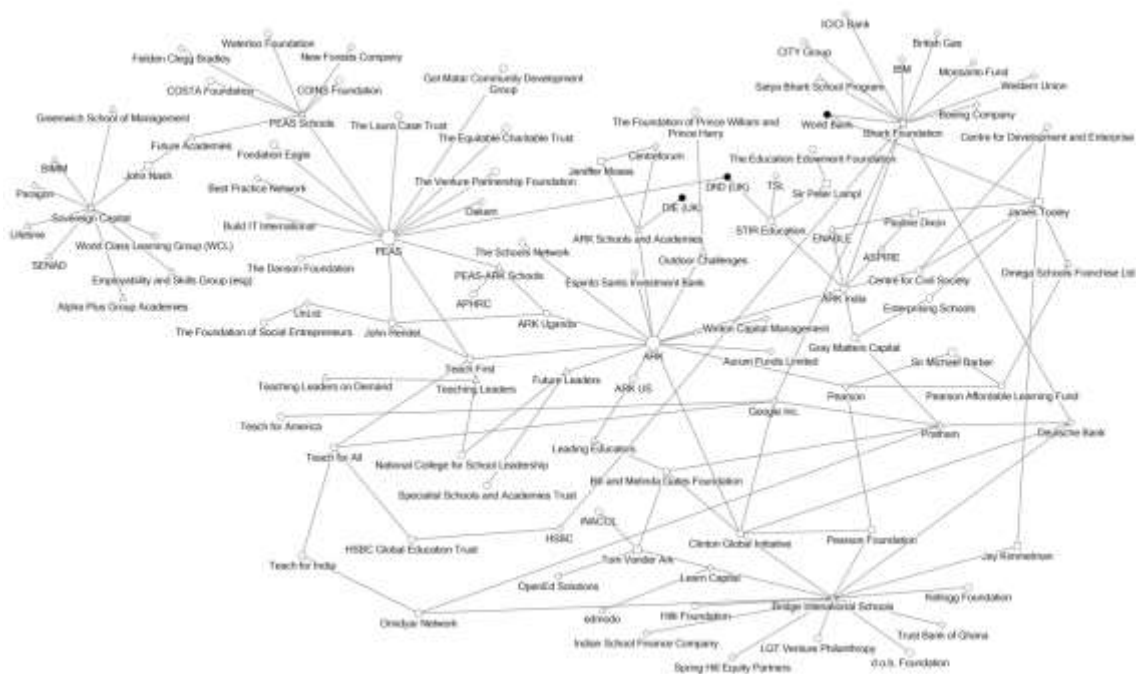 ICICI Bank
Waterloo Foundation
CITY Group
British Gas
Feilden Clegg Bradley
New Forests Company
IBM
Monsanto Fund
Got Matar Community Development
Group
Satya Bharti School Program
Western Union
COSTA Foundation
COINS Foundation
Boeing Company
Greenwich School of Management
PEAS Schools
The Laura Case Trust
The Foundation of Prince William and
Prince Harry
World Bank
Bharti Foundation
Centre for Development and Enterprise
The Equitable Charitable Trust
Future Academies
Fondation Eagle
Centreforum
The Education Edowment Foundation
BIMM
John Nash
Jeniffer Moses
Best Practice Network
The Venture Partnership Foundation
DfID (UK)
TSL
Sir Peter Lampl
Paragon
DfE (UK)
Sovereign Capital
Oakam
James Tooley
Build IT International
ARK Schools and Academies
STIR Education
Pauline Dixon
Lifetime
World Class Learning Group (WCL)
PEAS
The Schools Network
ENABLE
ASPIRE
SENAD
The Danson Foundation
PEAS-ARK Schools
Outdoor Challenges
Employability and Skills Group (esg)
Espirito Santo Investment Bank
Centre for Civil Society
Omega Schools Franchise Ltd
Alpha Plus Group Academies
APHRC
ARK India
Enterprising Schools
UnLtd
ARK Uganda
The Foundation of Social Entrepreneurs
John Rendel
Winton Capital Management
Gray Matters Capital
ARK
Sir Michael Barber
Teach First
Aurum Funds Limited
Future Leaders
Teaching Leaders on Demand
Teaching Leaders
ARK US
Pearson
Pearson Affordable Learning Fund
Google Inc.
Teach for America
Pratham
Deutsche Bank
Leading Educators
Teach for All
National College for School Leadership
Bill and Melinda Gates Foundation
Specialist Schools and Academies Trust
iNACOL
HSBC
Clinton Global Initiative
Pearson Foundation
HSBC Global Education Trust
Jay Kimmelman
Tom Vander Ark
Teach for India
Learn Capital
OpenEd Solutions
Kellogg Foundation
Omidyar Network
edmodo
Hilti Foundation
Bridge International Schools
Trust Bank of Ghana
Indian School Finance Company
LGT Venture Philanthropy
Spring Hill Equity Partners
d.o.b. Foundation